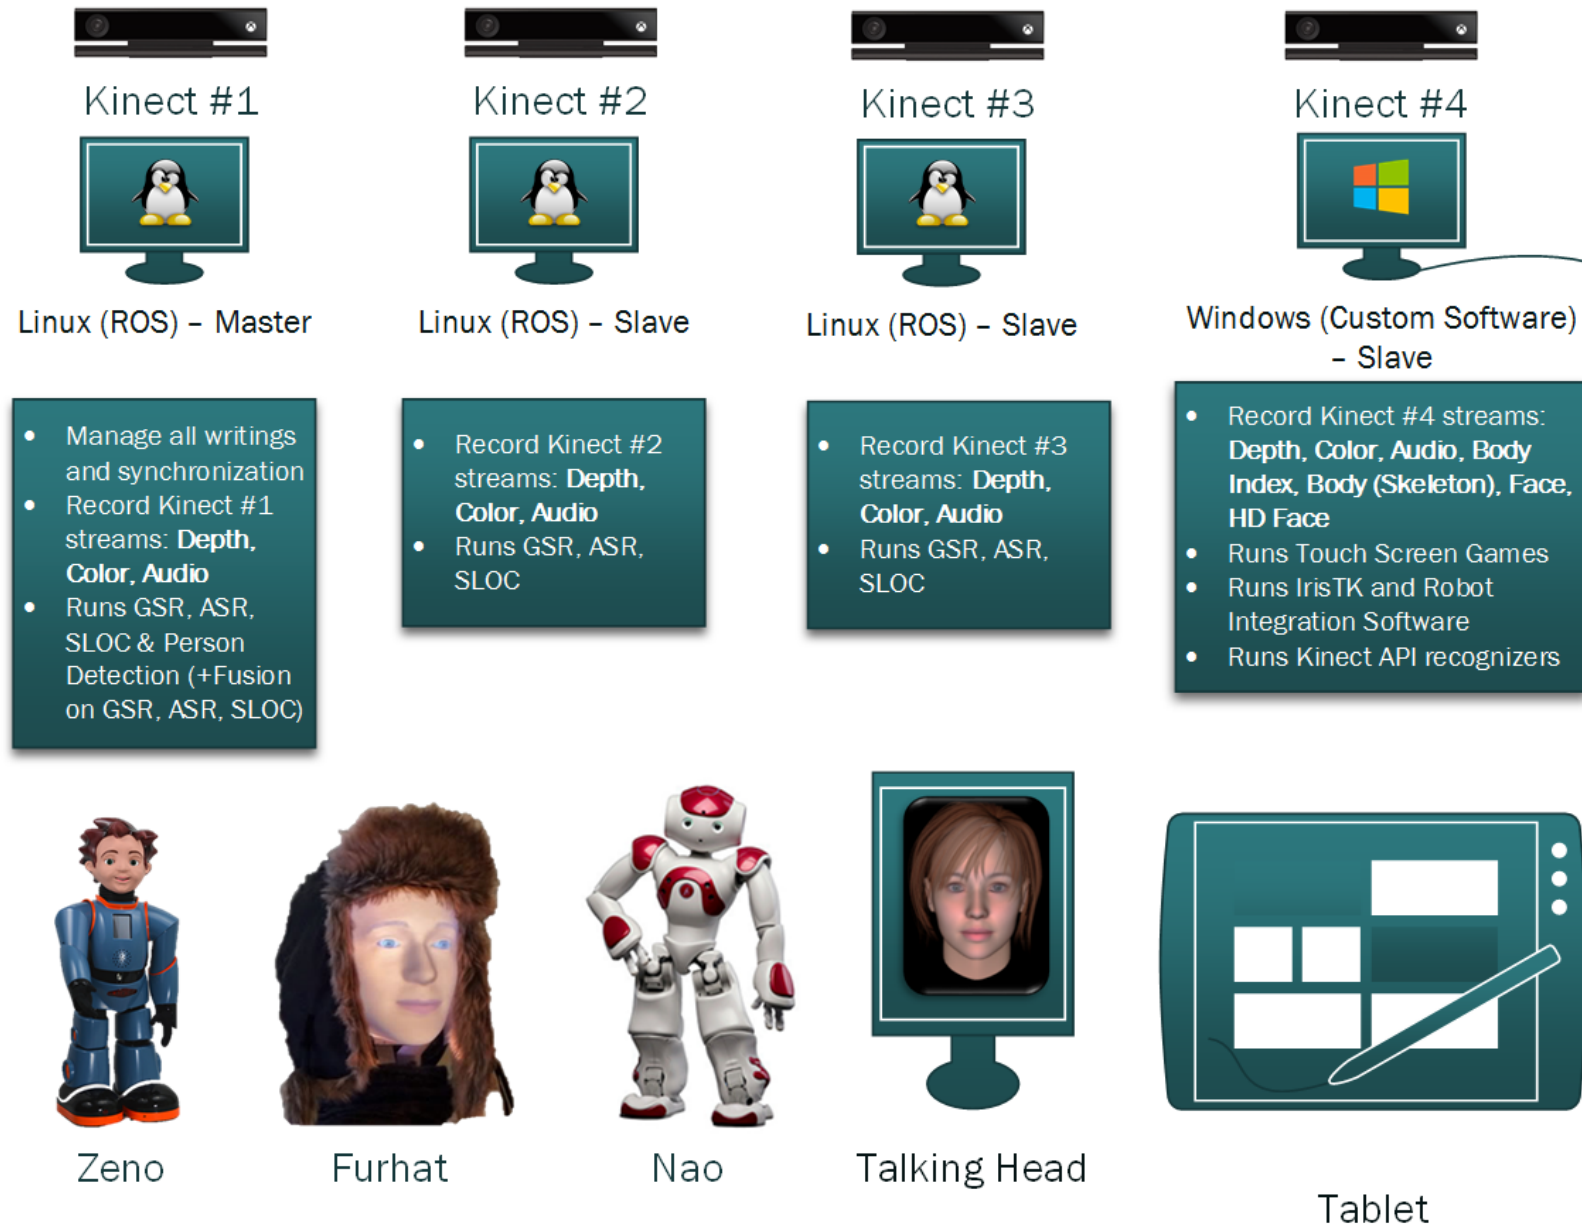 Kinect #1
Kinect #2
Kinect #3
Kinect #4
Linux (ROS) – Master
Linux (ROS) – Slave
Linux (ROS) – Slave
Windows (Custom Software)
– Slave
• Manage all writings
and synchronization
• Record Kinect #1
streams: Depth,
Color, Audio
• Runs GSR, ASR,
SLOC & Person
Detection (+Fusion
on GSR, ASR, SLOC)
• Record Kinect #2
streams: Depth,
Color, Audio
• Runs GSR, ASR,
SLOC
• Record Kinect #3
streams: Depth,
Color, Audio
• Runs GSR, ASR,
SLOC
• Record Kinect #4 streams:
Depth, Color, Audio, Body
Index, Body (Skeleton), Face,
HD Face
• Runs Touch Screen Games
• Runs IrisTK and Robot
Integration Software
• Runs Kinect API recognizers
Zeno
Furhat
Nao
Talking Head
Tablet